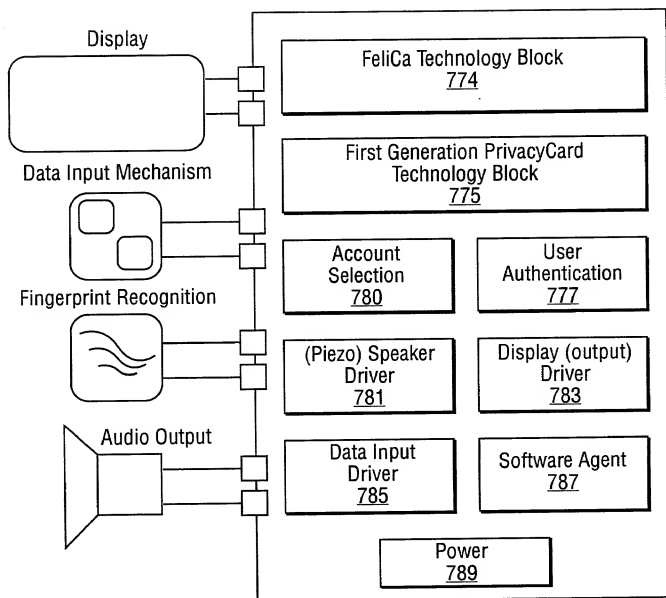 Display
FeliCa Technology Block
774
First Generation PrivacyCard
Technology Block
775
Data Input Mechanism
Account
Selection
780
User
Authentication
777
Fingerprint Recognition
(Piezo) Speaker
Driver
781
Display (output)
Driver
783
Audio Output
Data Input
Driver
785
Software Agent
787
Power
789